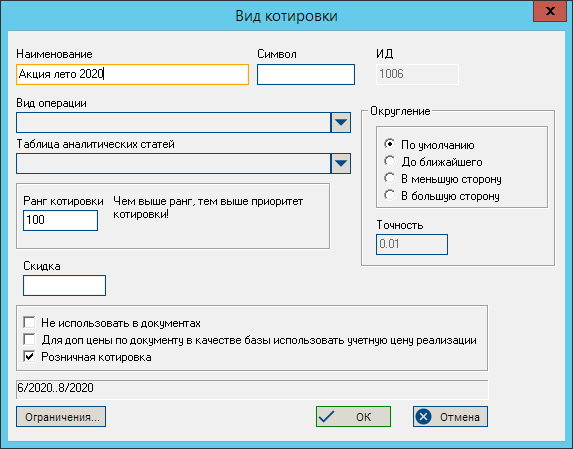 Вид котировки
x
Наименование
Символ
ИД
Акция лето 2020
1006
Вид операции
Таблица аналитических статей
Округление
По умолчанию
До ближайшего
В меньшую сторону
В большую сторону
Точность
0.01
Ранг котировки
100
Чем выше ранг, тем выше приоритет
котировки!
Скидка
Не использовать в документах
Для доп цены по документу в качестве базы использовать учетную цену реализации
Розничная котировка
6/2020..8/2020
Ограничения...
ОК
Отмена